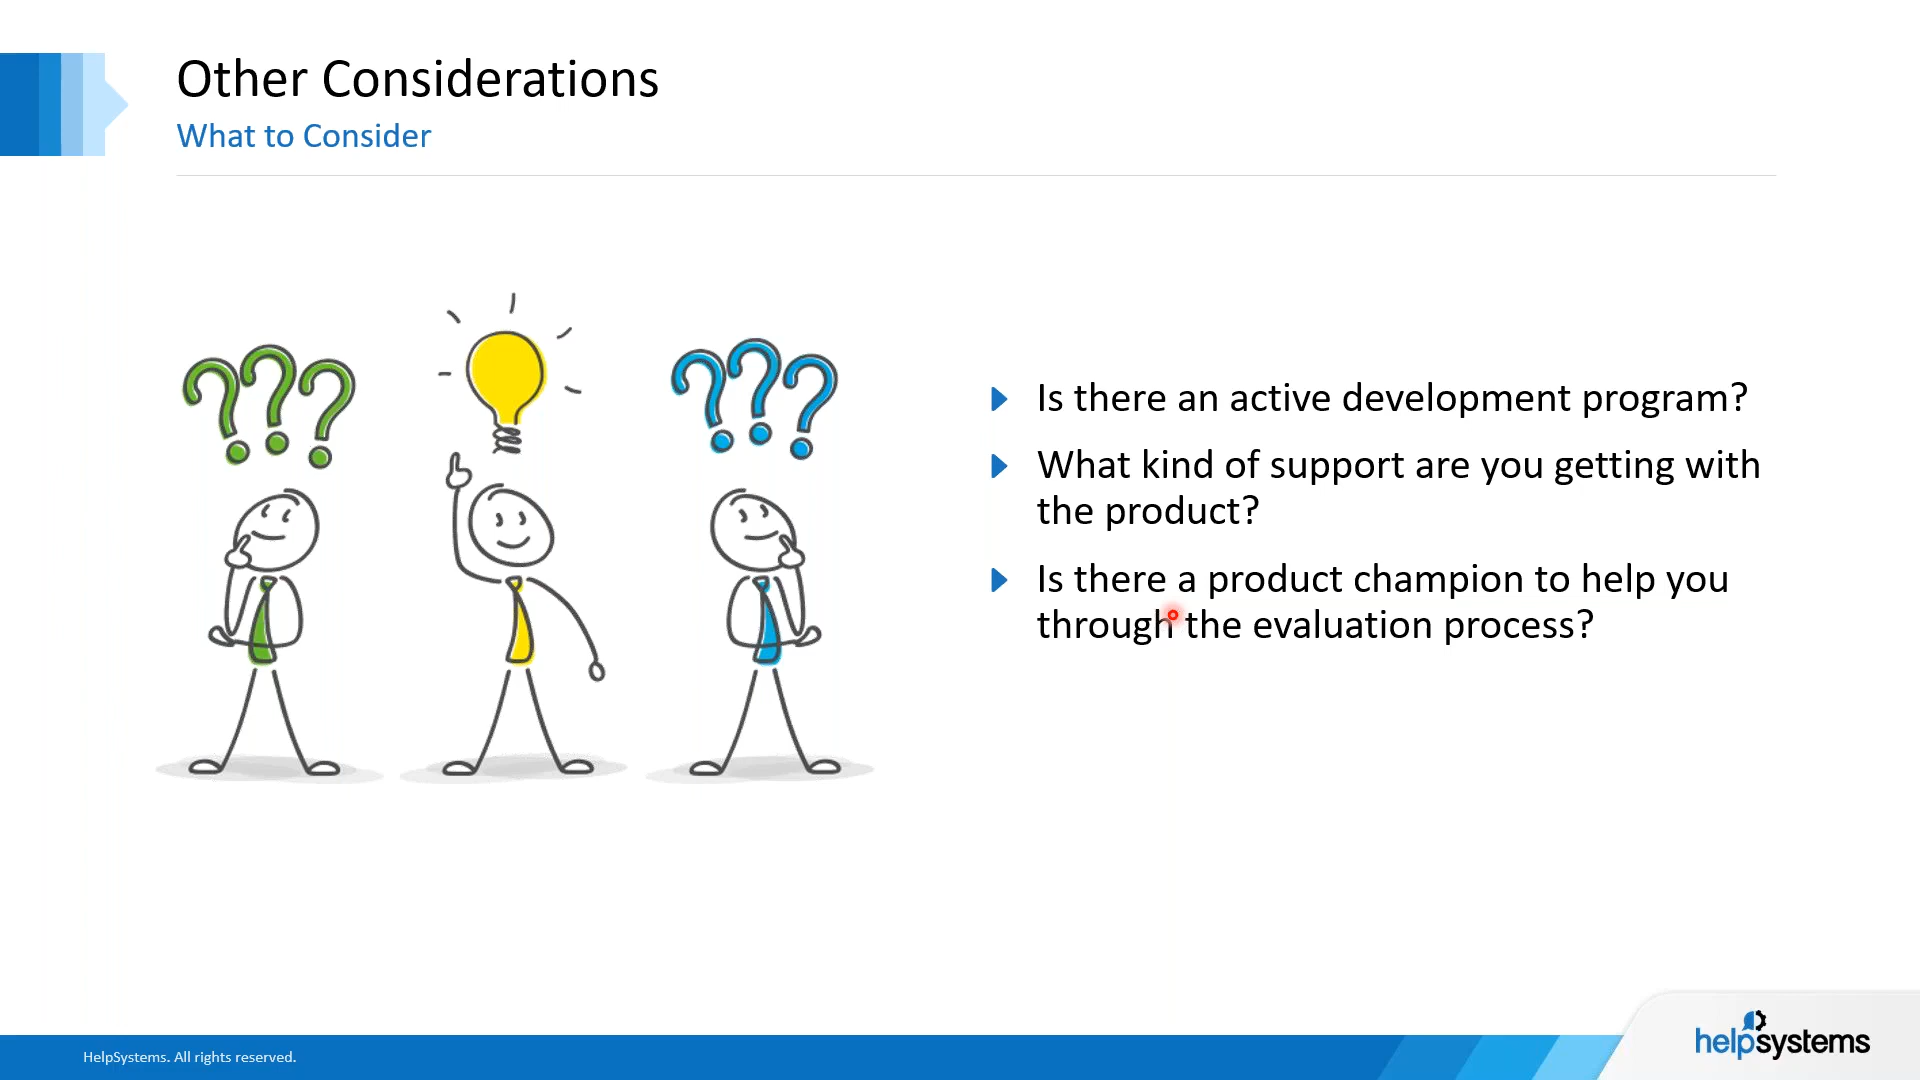 Other Considerations
What to Consider
???
???
Is there an active development program?
What kind of support are you getting with
the product?
Is there a product champion to help you
through the evaluation process?
HelpSystems. All rights reserved.
helpsystems